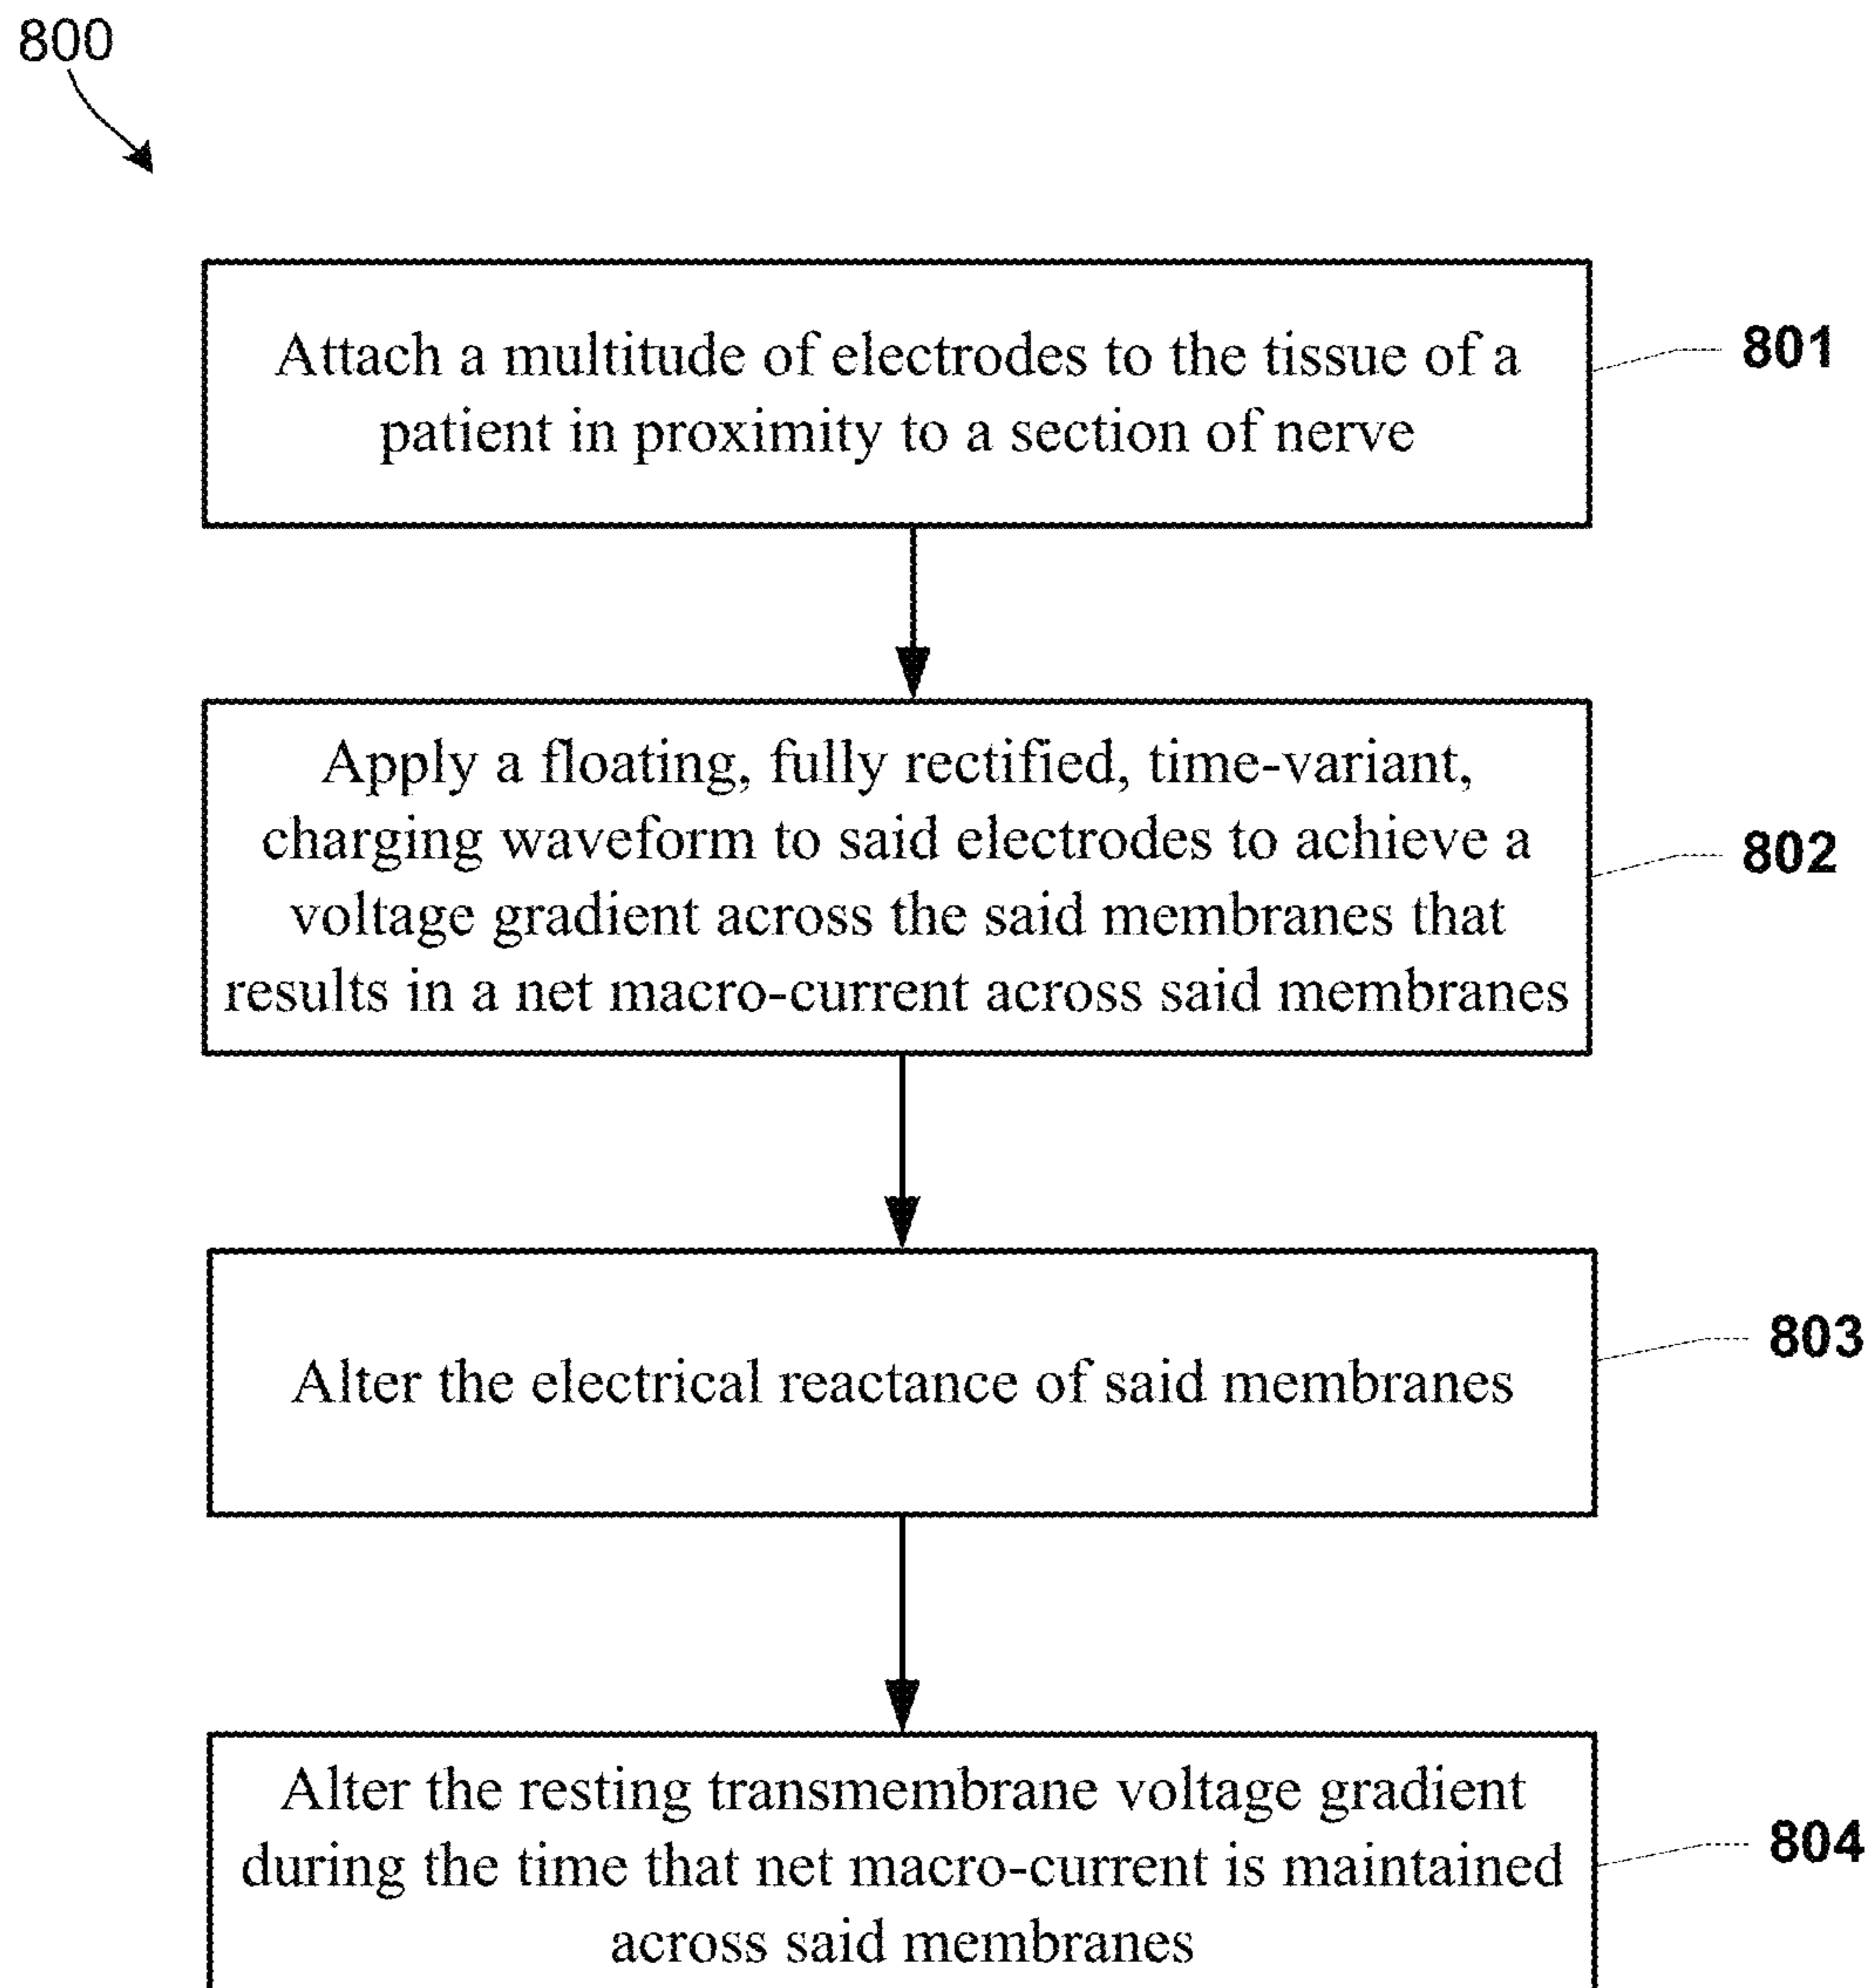 800
Attach a multitude of electrodes to the tissue of a
patient in proximity to a section of nerve
801
Apply a floating, fully rectified, time-variant,
charging waveform to said electrodes to achieve a
voltage gradient across the said membranes that
results in a net macro-current across said membranes
802
Alter the electrical reactance of said membranes
803
Alter the resting transmembrane voltage gradient
during the time that net macro-current is maintained
across said membranes
804